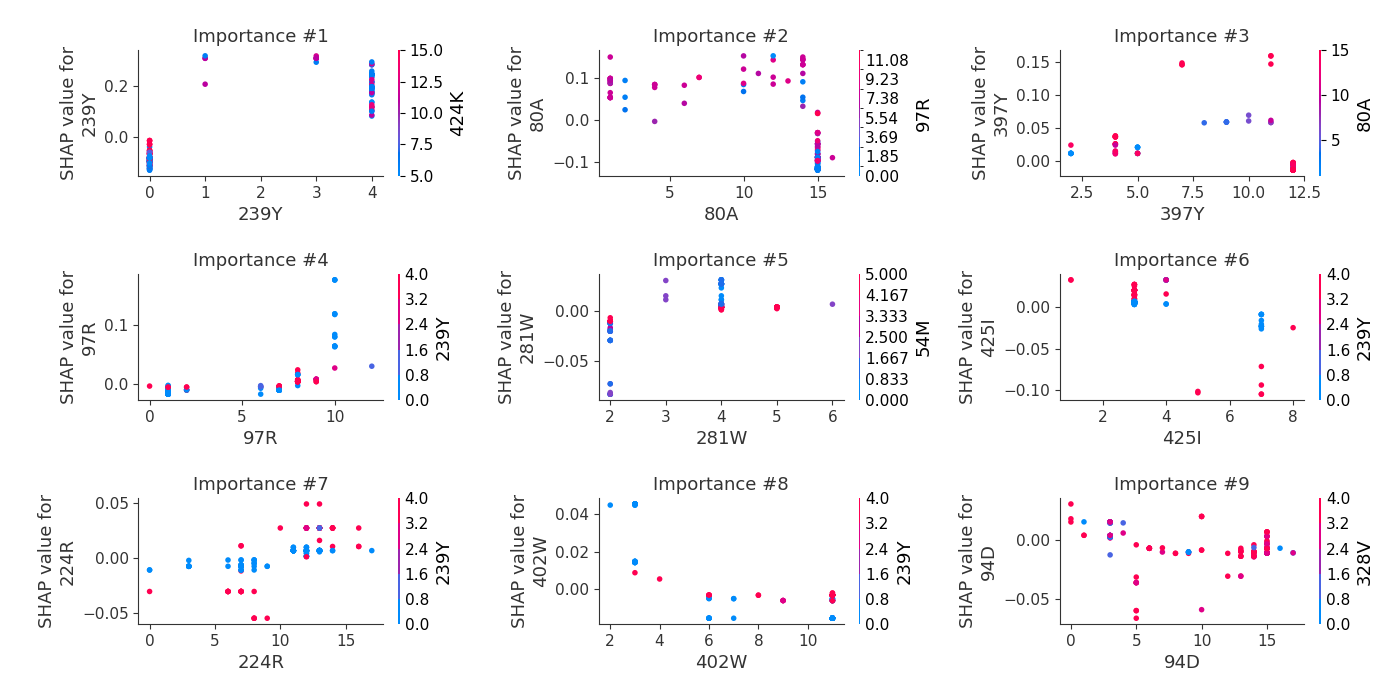 Importance #1
SHAP value for
239Y
0.2
0.0
0 1 2 3 4
239Y
15.0
12.5
10.0
7.5
5.0
424K
Importance #2
SHAP value for
80A
0.1
0.0
−0.1
5 10 15
80A
11.08
9.23
7.38
5.54
3.69
1.85
0.00
97R
Importance #3
SHAP value for
397Y
0.15
0.10
0.05
0.00
2.5 5.0 7.5 10.0 12.5
397Y
15
10
5
80A
Importance #4
SHAP value for
97R
0.1
0.0
0 5 10
97R
4.0
3.2
2.4
1.6
0.8
0.0
239Y
Importance #5
SHAP value for
281W
0.00
−0.05
2 3 4 5 6
281W
5.000
4.167
3.333
2.500
1.667
0.833
0.000
54M
Importance #6
SHAP value for
425I
0.00
−0.05
−0.10
2 4 6 8
425I
4.0
3.2
2.4
1.6
0.8
0.0
239Y
Importance #7
SHAP value for
224R
0.05
0.00
−0.05
0 5 10 15
224R
4.0
3.2
2.4
1.6
0.8
0.0
239Y
Importance #8
SHAP value for
402W
0.04
0.02
0.00
2 4 6 8 10
402W
4.0
3.2
2.4
1.6
0.8
0.0
239Y
Importance #9
SHAP value for
94D
0.00
−0.05
0 5 10 15
94D
4.0
3.2
2.4
1.6
0.8
0.0
328V